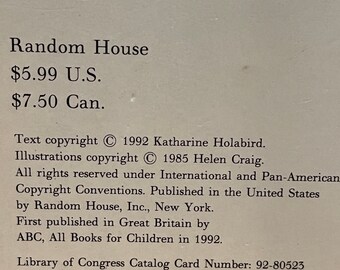 Random House
$5.99 U.S.
$7.50 Can.
Text copyright © 1992 Katharine Holabird.
Illustrations copyright © 1985 Helen Craig.
All rights reserved under International and Pan-American
Copyright Conventions. Published in the United States
by Random House, Inc., New York.
First published in Great Britain by
ABC, All Books for Children in 1992.
Library of Congress Catalog Card Number: 92-80523